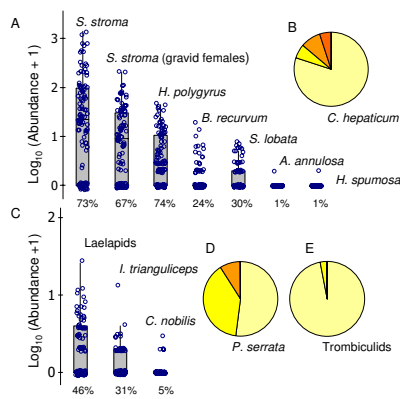 A
S. stroma
B
3
S. stroma (gravid females)
H. polygyrus
2
B. recurvum
C. hepaticum
S. lobata
1
A. annulosa
H. spumosa
0
Log10 (Abundance + 1)
73% 67% 74% 24% 30% 1% 1%
C
2
Laelapids
D
E
I. trianguliceps
1
C. nobilis
P. serrata
Trombiculids
0
Log10 (Abundance +1)
46% 31% 5%